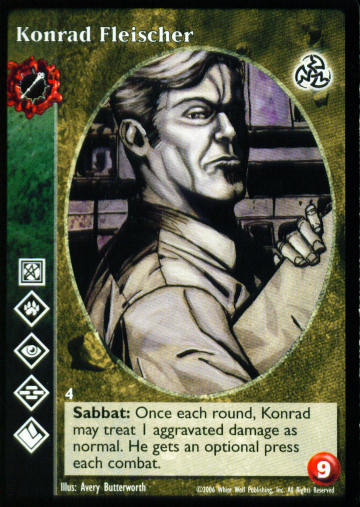 Konrad Fleischer
4
Sabbat: Once each round, Konrad
may treat 1 aggravated damage as
normal. He gets an optional press
each combat.
9
Illus: Avery Butterworth
©2006 White Wolf Publishing, Inc. All Rights Reserved